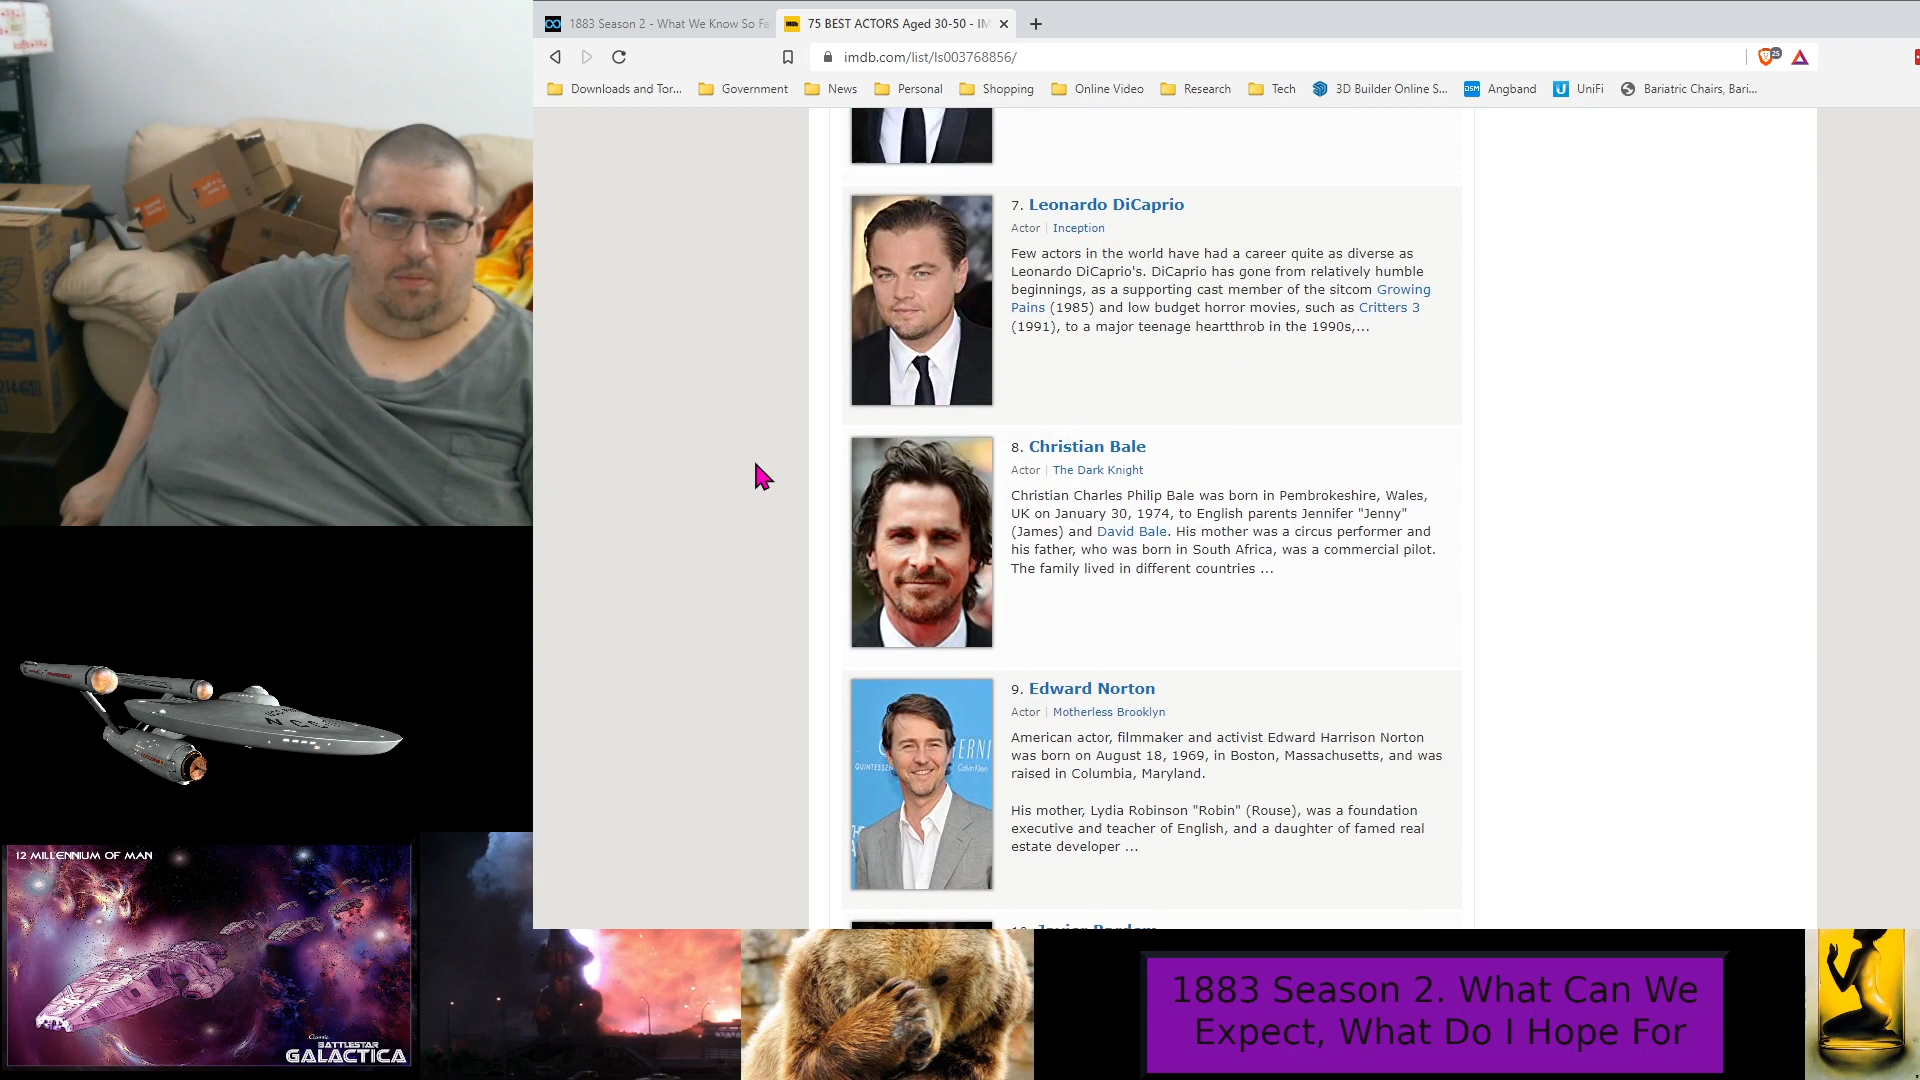 1883 Season 2 - What We Know So Fa
75 BEST ACTORS Aged 30-50 - IM
imdb.com/list/ls003768856/
25
Downloads and Tor...
Government
News
Personal
Shopping
Online Video
Research
Tech
3D Builder Online S...
DSM
Angband
UniFi
Bariatric Chairs, Bari...
7. Leonardo DiCaprio
Actor | Inception
Few actors in the world have had a career quite as diverse as
Leonardo DiCaprio's. DiCaprio has gone from relatively humble
beginnings, as a supporting cast member of the sitcom Growing
Pains (1985) and low budget horror movies, such as Critters 3
(1991), to a major teenage heartthrob in the 1990s,...
8. Christian Bale
Actor | The Dark Knight
Christian Charles Philip Bale was born in Pembrokeshire, Wales,
UK on January 30, 1974, to English parents Jennifer "Jenny"
(James) and David Bale. His mother was a circus performer and
his father, who was born in South Africa, was a commercial pilot.
The family lived in different countries ...
9. Edward Norton
Actor | Motherless Brooklyn
American actor, filmmaker and activist Edward Harrison Norton
was born on August 18, 1969, in Boston, Massachusetts, and was
raised in Columbia, Maryland.
His mother, Lydia Robinson "Robin" (Rouse), was a foundation
executive and teacher of English, and a daughter of famed real
estate developer ...
Calvin Klein
12 MILLENNIUM OF MAN
Classic
BATTLESTAR
GALACTICA
1883 Season 2. What Can We
Expect, What Do I Hope For